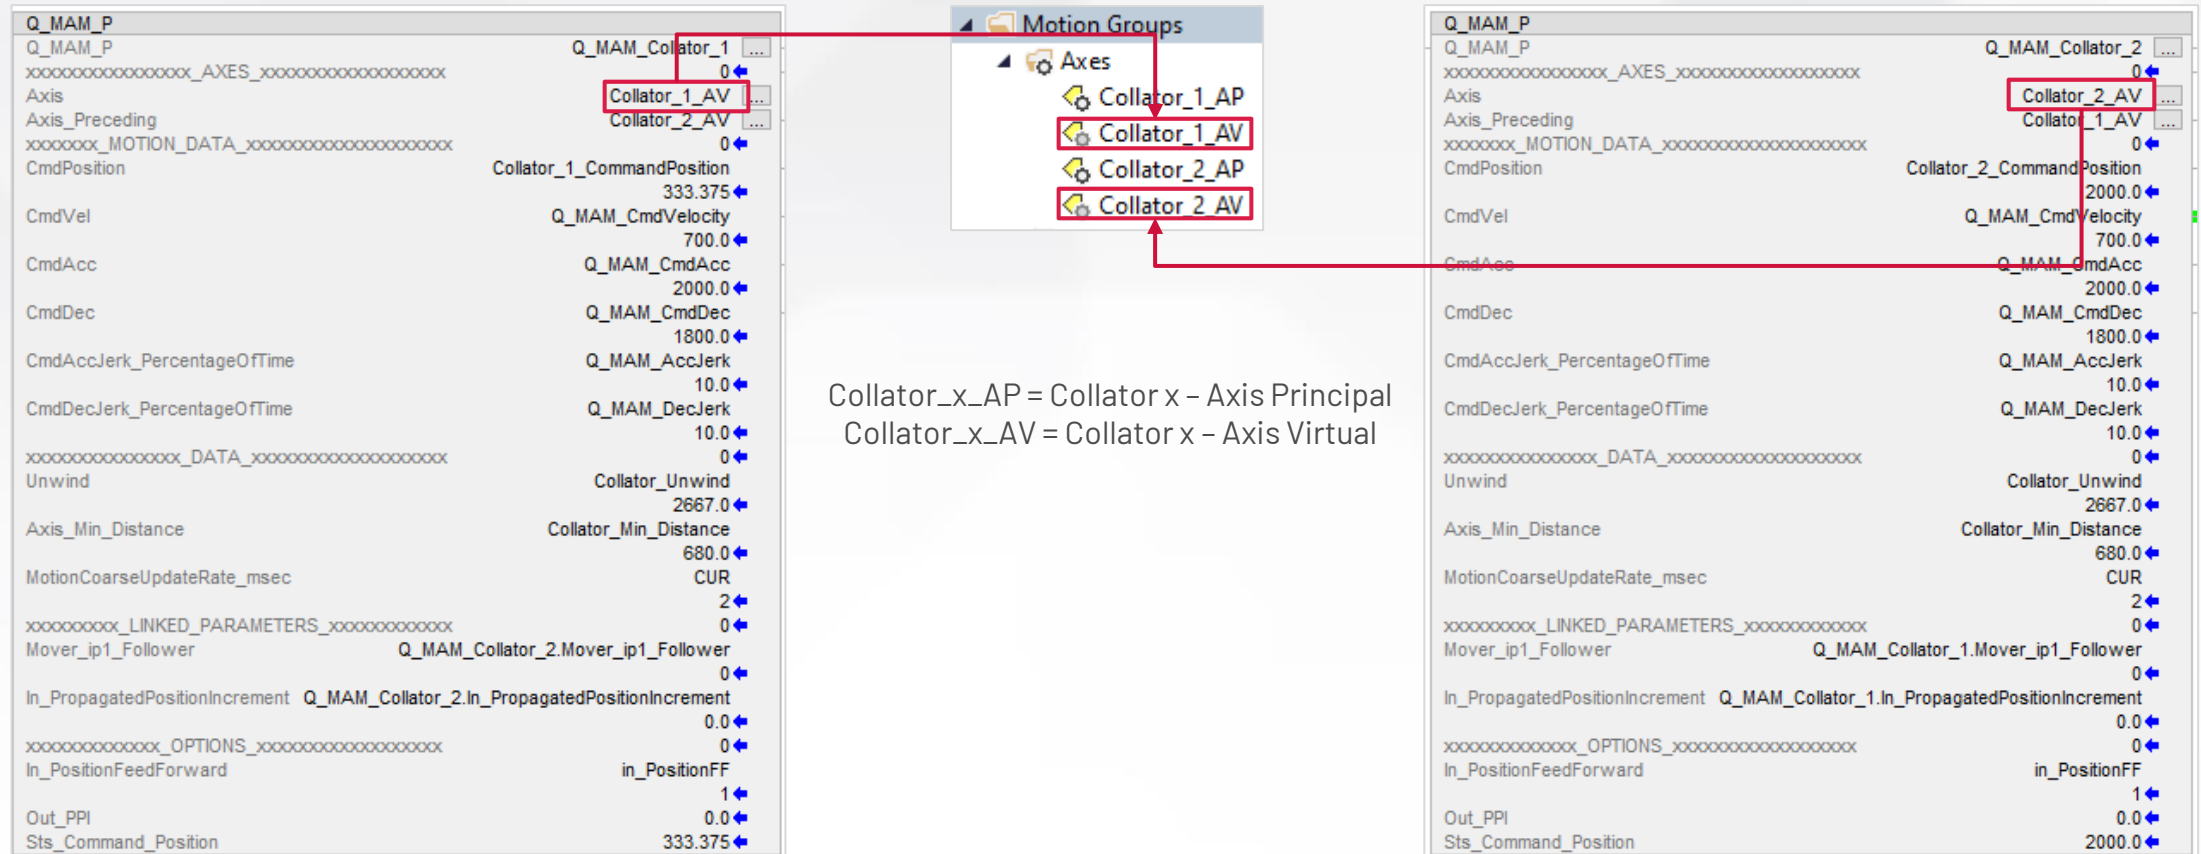 Q_MAM_P
Q_MAM_P Q_MAM_Collator_1 ...
xxxxxxxxxxxxxxxx_AXES_xxxxxxxxxxxxxxxxxx 0
Axis Collator_1_AV ...
Axis_Preceding Collator_2_AV ...
xxxxxxx_MOTION_DATA_xxxxxxxxxxxxxxxxxxxx 0
CmdPosition Collator_1_CommandPosition
333.375
CmdVel Q_MAM_CmdVelocity
700.0
CmdAcc Q_MAM_CmdAcc
2000.0
CmdDec Q_MAM_CmdDec
1800.0
CmdAccJerk_PercentageOfTime Q_MAM_AccJerk
10.0
CmdDecJerk_PercentageOfTime Q_MAM_DecJerk
10.0
xxxxxxxxxxxxxxx_DATA_xxxxxxxxxxxxxxxxxxx 0
Unwind Collator_Unwind
2667.0
Axis_Min_Distance Collator_Min_Distance
680.0
MotionCoarseUpdateRate_msec CUR
2
xxxxxxxxx_LINKED_PARAMETERS_xxxxxxxxxxxx 0
Mover_ip1_Follower Q_MAM_Collator_2.Mover_ip1_Follower
0
In_PropagatedPositionIncrement Q_MAM_Collator_2.In_PropagatedPositionIncrement
0.0
xxxxxxxxxxxxx_OPTIONS_xxxxxxxxxxxxxxxxxx 0
In_PositionFeedForward in_PositionFF
1
Out_PPI 0.0
Sts_Command_Position 333.375
Motion Groups
Axes
Collator_1_AP
Collator_1_AV
Collator_2_AP
Collator_2_AV
Collator_x_AP = Collator x – Axis Principal
Collator_x_AV = Collator x – Axis Virtual
Q_MAM_P
Q_MAM_P Q_MAM_Collator_2 ...
xxxxxxxxxxxxxxxx_AXES_xxxxxxxxxxxxxxxxxx 0
Axis Collator_2_AV ...
Axis_Preceding Collator_1_AV ...
xxxxxxx_MOTION_DATA_xxxxxxxxxxxxxxxxxxxx 0
CmdPosition Collator_2_CommandPosition
2000.0
CmdVel Q_MAM_CmdVelocity
700.0
CmdAcc Q_MAM_CmdAcc
2000.0
CmdDec Q_MAM_CmdDec
1800.0
CmdAccJerk_PercentageOfTime Q_MAM_AccJerk
10.0
CmdDecJerk_PercentageOfTime Q_MAM_DecJerk
10.0
xxxxxxxxxxxxxxx_DATA_xxxxxxxxxxxxxxxxxxx 0
Unwind Collator_Unwind
2667.0
Axis_Min_Distance Collator_Min_Distance
680.0
MotionCoarseUpdateRate_msec CUR
2
xxxxxxxxx_LINKED_PARAMETERS_xxxxxxxxxxxx 0
Mover_ip1_Follower Q_MAM_Collator_1.Mover_ip1_Follower
0
In_PropagatedPositionIncrement Q_MAM_Collator_1.In_PropagatedPositionIncrement
0.0
xxxxxxxxxxxxx_OPTIONS_xxxxxxxxxxxxxxxxxx 0
In_PositionFeedForward in_PositionFF
1
Out_PPI 0.0
Sts_Command_Position 2000.0